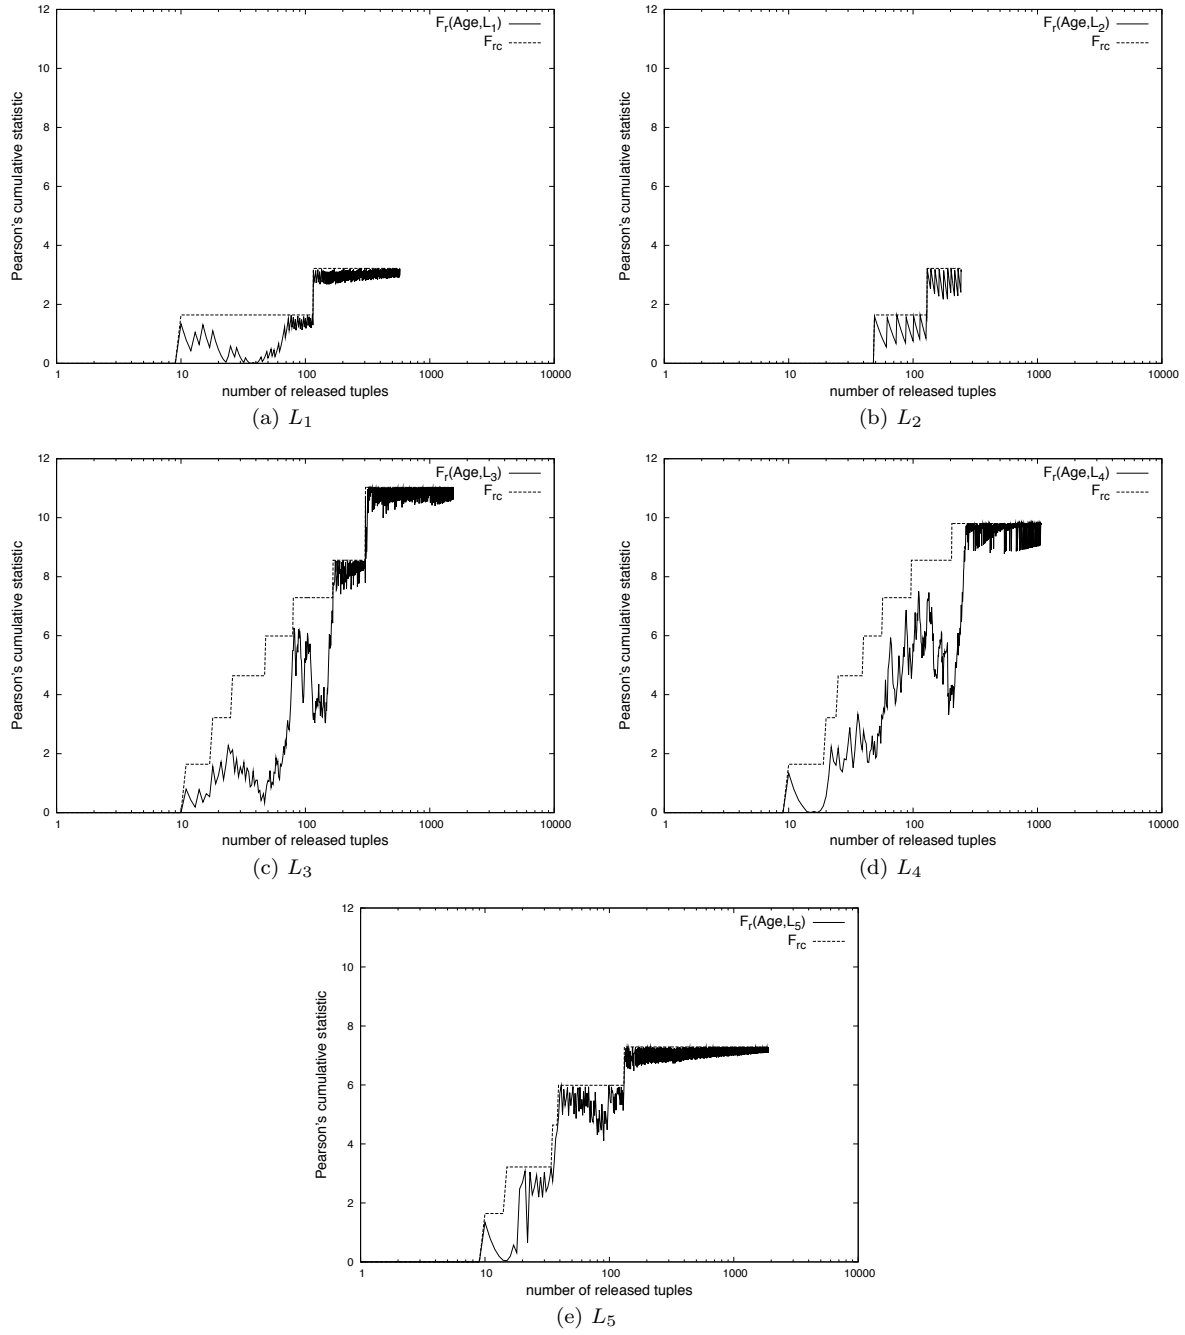 Pearson's cumulative statistic
12
10
8
6
4
2
0
1 10 100 1000 10000
number of released tuples
F_r(Age,L_1)
F_rc
(a) L_1
Pearson's cumulative statistic
12
10
8
6
4
2
0
1 10 100 1000 10000
number of released tuples
F_r(Age,L_2)
F_rc
(b) L_2
Pearson's cumulative statistic
12
10
8
6
4
2
0
1 10 100 1000 10000
number of released tuples
F_r(Age,L_3)
F_rc
(c) L_3
Pearson's cumulative statistic
12
10
8
6
4
2
0
1 10 100 1000 10000
number of released tuples
F_r(Age,L_4)
F_rc
(d) L_4
Pearson's cumulative statistic
12
10
8
6
4
2
0
1 10 100 1000 10000
number of released tuples
F_r(Age,L_5)
F_rc
(e) L_5